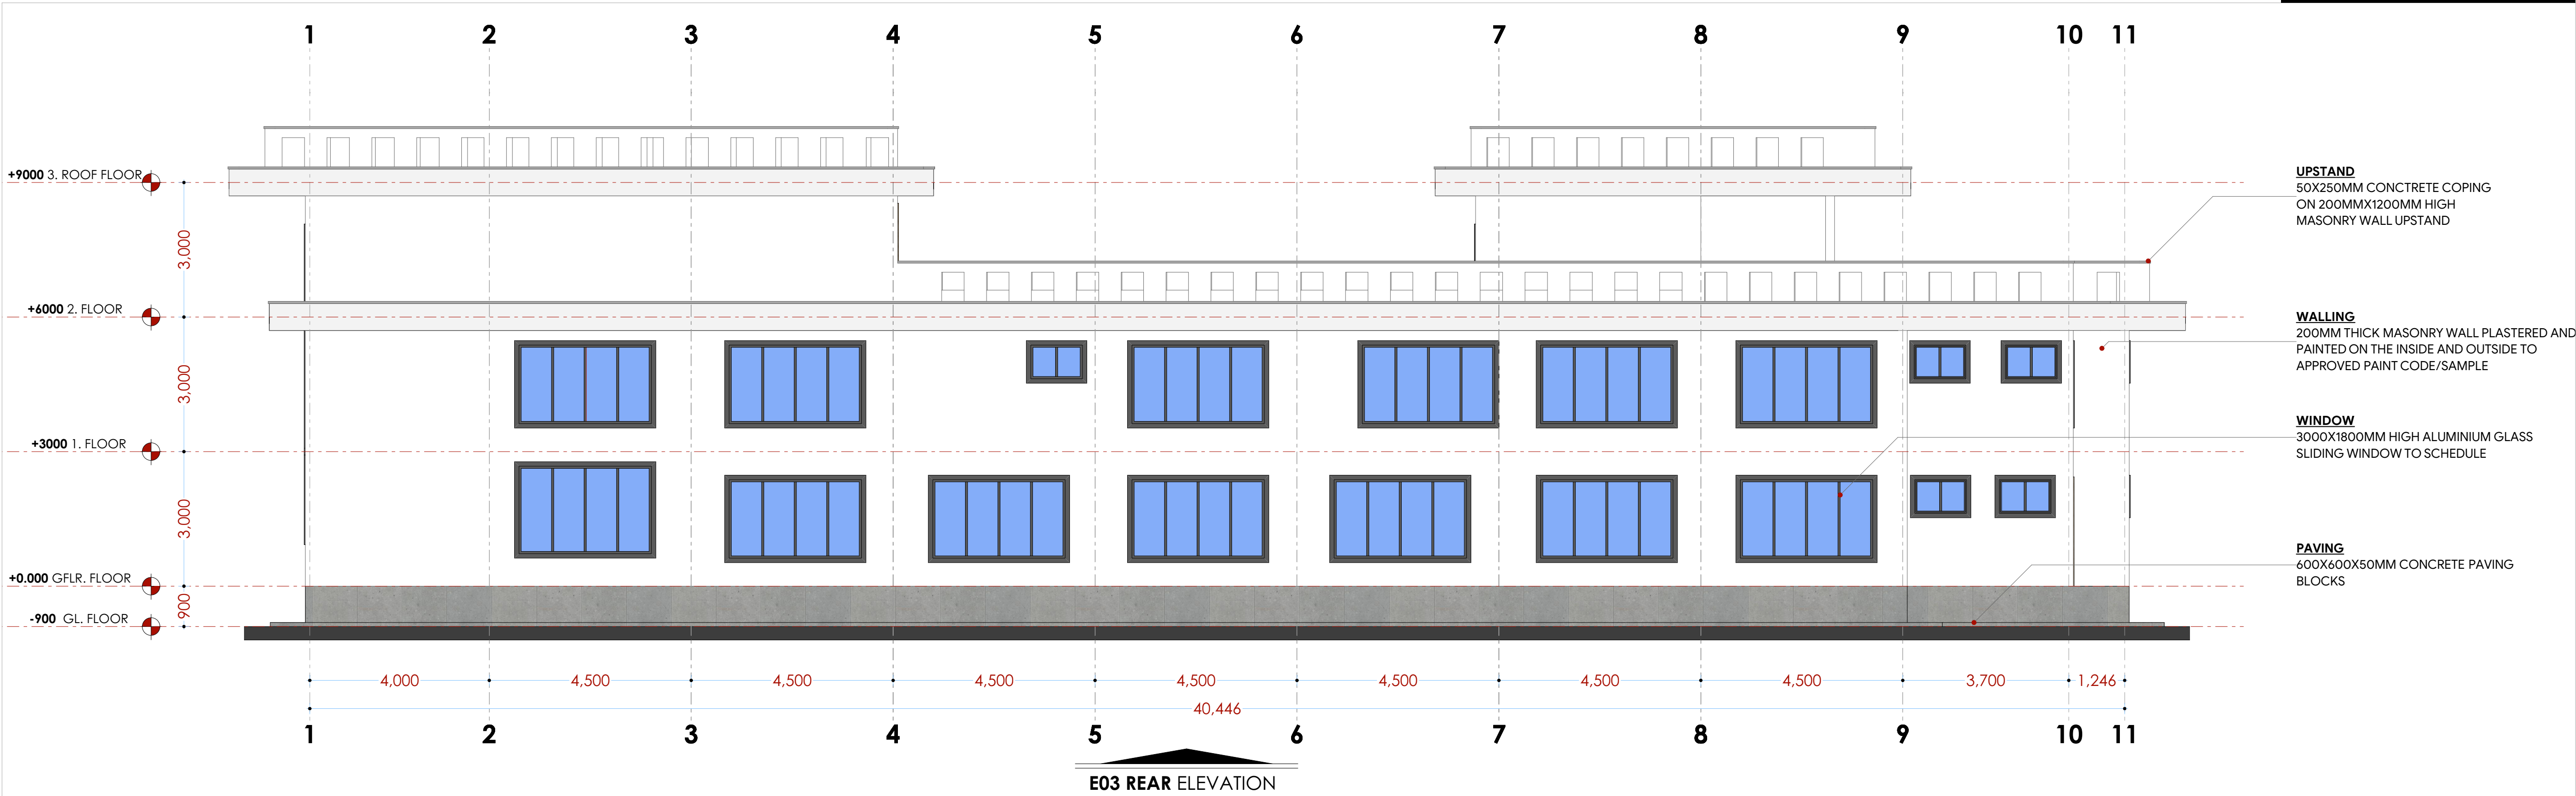 1 2 3 4 5 6 7 8 9 10 11
+9000 3. ROOF FLOOR
3,000
+6000 2. FLOOR
3,000
+3000 1. FLOOR
3,000
+0.000 GFLR. FLOOR
900
-900 GL. FLOOR
UPSTAND
50X250MM CONCTRETE COPING
ON 200MMX1200MM HIGH
MASONRY WALL UPSTAND
WALLING
200MM THICK MASONRY WALL PLASTERED AND
PAINTED ON THE INSIDE AND OUTSIDE TO
APPROVED PAINT CODE/SAMPLE
WINDOW
3000X1800MM HIGH ALUMINIUM GLASS
SLIDING WINDOW TO SCHEDULE
PAVING
600X600X50MM CONCRETE PAVING
BLOCKS
4,000 4,500 4,500 4,500 4,500 4,500 4,500 4,500 3,700 1,246
40,446
1 2 3 4 5 6 7 8 9 10 11
E03 REAR ELEVATION